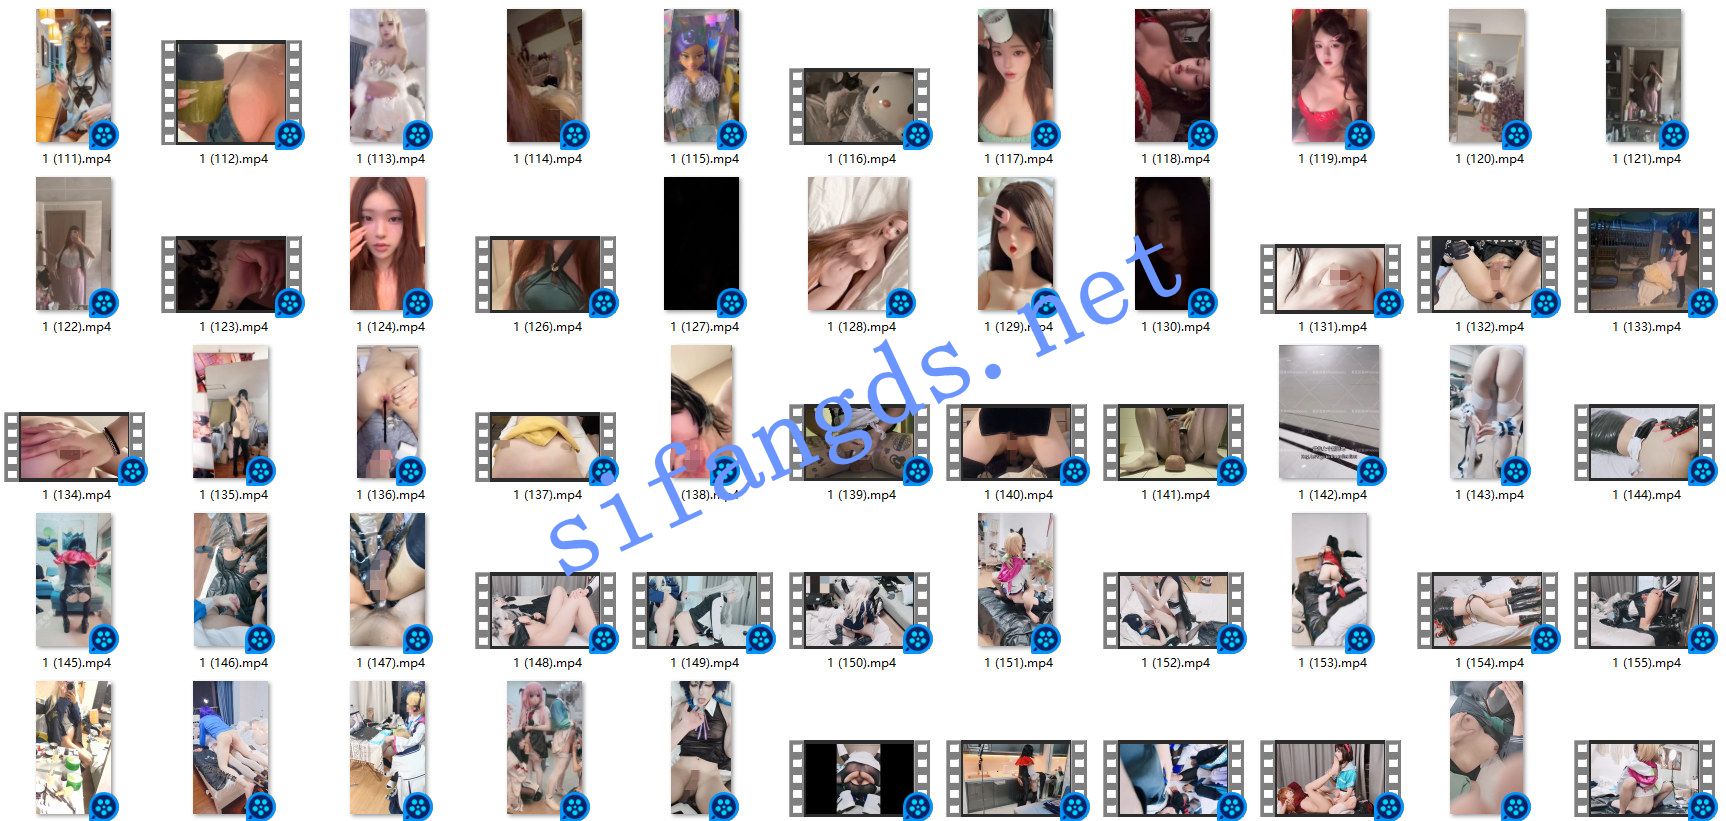 1 (111).mp4
1 (112).mp4
1 (113).mp4
1 (114).mp4
1 (115).mp4
1 (116).mp4
1 (117).mp4
1 (118).mp4
1 (119).mp4
1 (120).mp4
1 (121).mp4
1 (122).mp4
1 (123).mp4
1 (124).mp4
1 (126).mp4
1 (127).mp4
1 (128).mp4
1 (129).mp4
1 (130).mp4
1 (131).mp4
1 (132).mp4
1 (133).mp4
1 (134).mp4
1 (135).mp4
1 (136).mp4
1 (137).mp4
(138).mp4
1 (139).mp4
1 (140).mp4
1 (141).mp4
1 (142).mp4
1 (143).mp4
1 (144).mp4
sifangds.net
1 (145).mp4
1 (146).mp4
1 (147).mp4
1 (148).mp4
1 (149).mp4
1 (150).mp4
1 (151).mp4
1 (152).mp4
1 (153).mp4
1 (154).mp4
1 (155).mp4